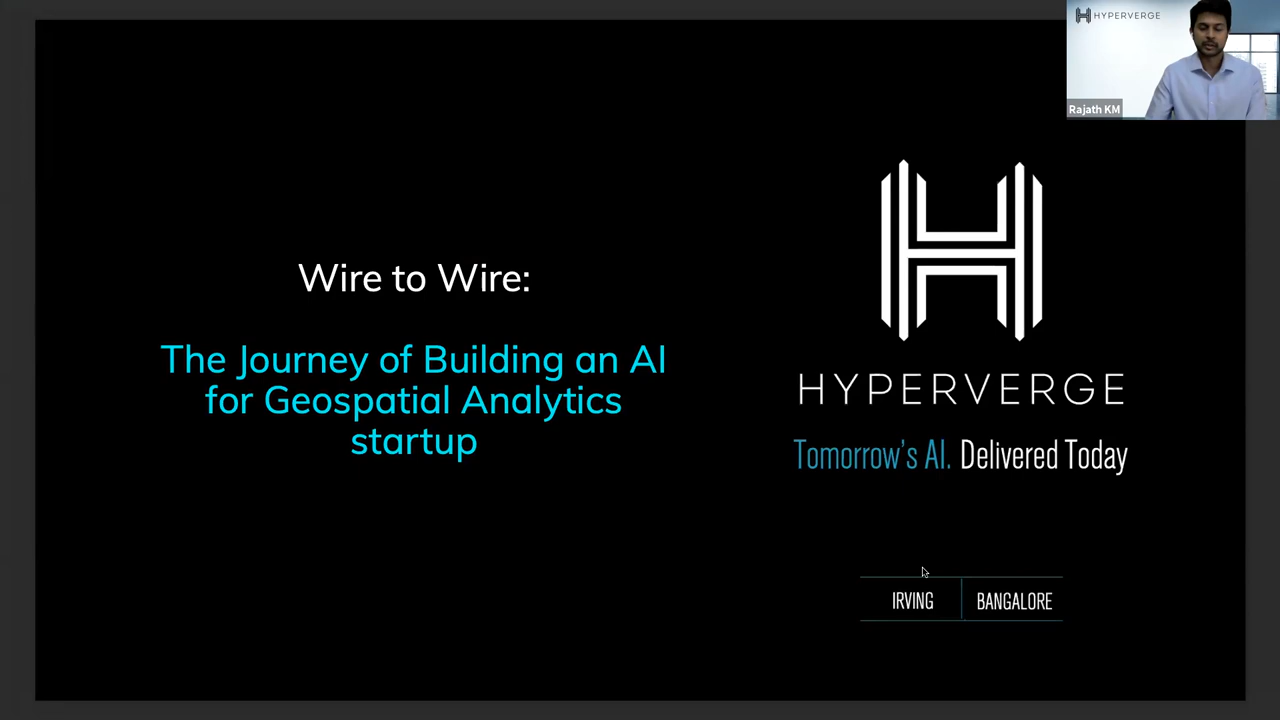 HYPERVERGE
Rajath KM
Wire to Wire:
The Journey of Building an AI
for Geospatial Analytics
startup
HYPERVERGE
Tomorrow's AI. Delivered Today
IRVING
BANGALORE